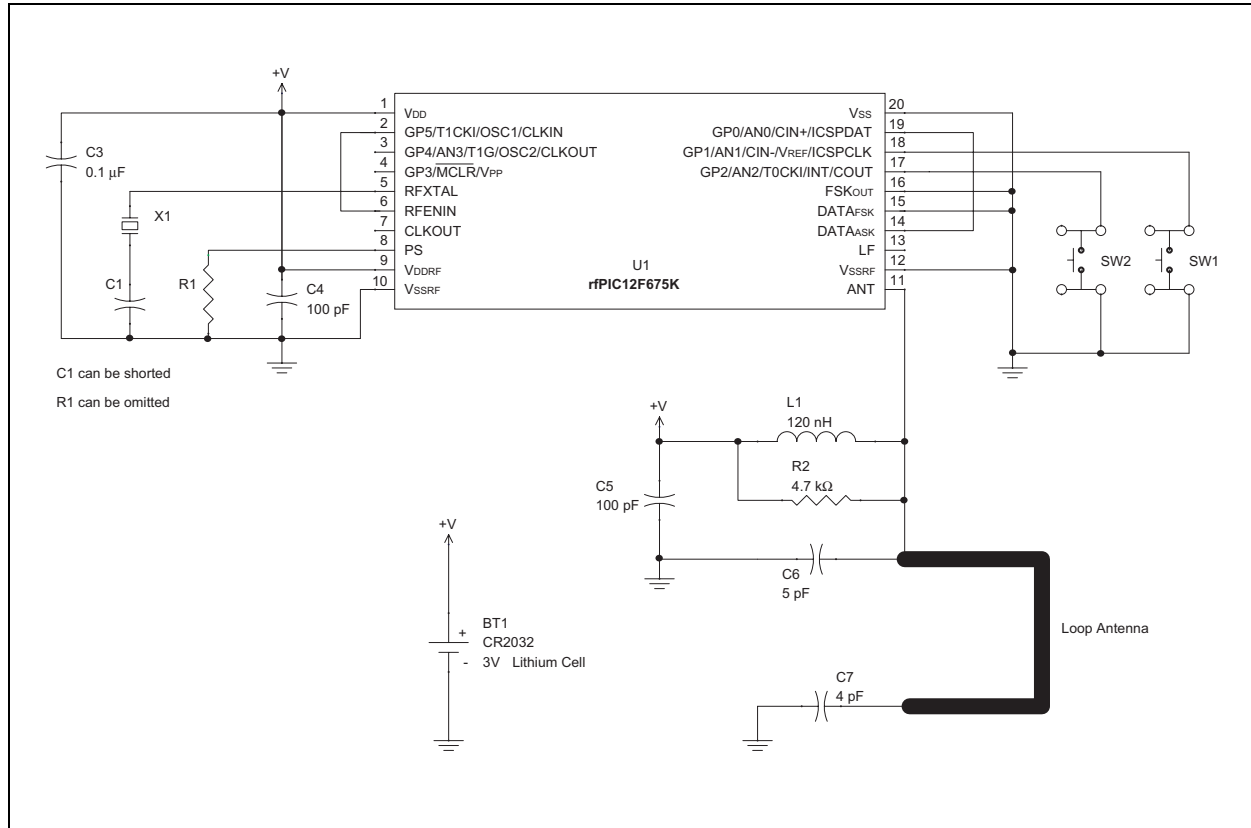 +V
1
VDD
2
GP5/T1CKI/OSC1/CLKIN
3
GP4/AN3/T1G/OSC2/CLKOUT
4
GP3/MCLR/VPP
5
RFXTAL
6
RFENIN
7
CLKOUT
8
PS
9
VDDRF
10
VSSRF
20
VSS
19
GP0/AN0/CIN+/ICSPDAT
18
GP1/AN1/CIN-/VREF/ICSPCLK
17
GP2/AN2/T0CKI/INT/COUT
16
FSKOUT
15
DATAFSK
14
DATAASK
13
LF
12
VSSRF
11
ANT
U1
rfPIC12F675K
C3
0.1 μF
X1
C1
R1
C4
100 pF
SW2
SW1
C1 can be shorted
R1 can be omitted
+V
L1
120 nH
R2
4.7 kΩ
C5
100 pF
C6
5 pF
+V
BT1
+
CR2032
-
3V Lithium Cell
Loop Antenna
C7
4 pF